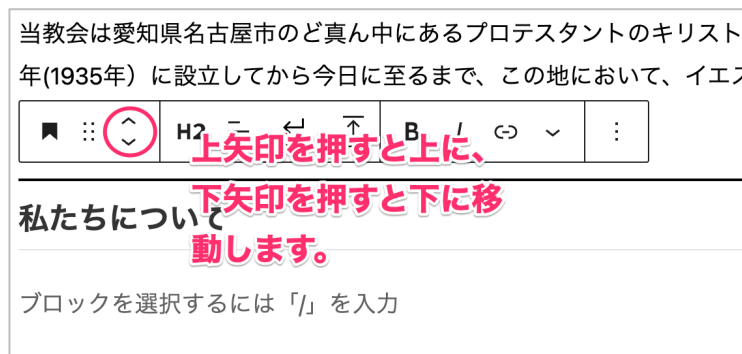 当教会は愛知県名古屋市のど真ん中にあるプロテスタントのキリスト
年(1935年）に設立してから今日に至るまで、この地において、イエス
H2 B I
上矢印を押すと上に、
下矢印を押すと下に移
動します。
私たちについて
ブロックを選択するには「/」を入力